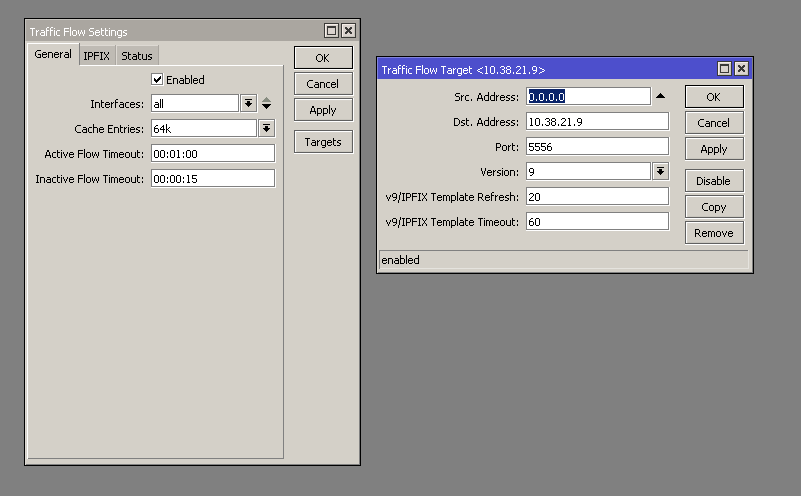 Traffic Flow Settings
General IPFIX Status
Enabled
Interfaces: all
Cache Entries: 64k
Active Flow Timeout: 00:01:00
Inactive Flow Timeout: 00:00:15
OK
Cancel
Apply
Targets
Traffic Flow Target <10.38.21.9>
Src. Address: 0.0.0.0
Dst. Address: 10.38.21.9
Port: 5556
Version: 9
v9/IPFIX Template Refresh: 20
v9/IPFIX Template Timeout: 60
OK
Cancel
Apply
Disable
Copy
Remove
enabled